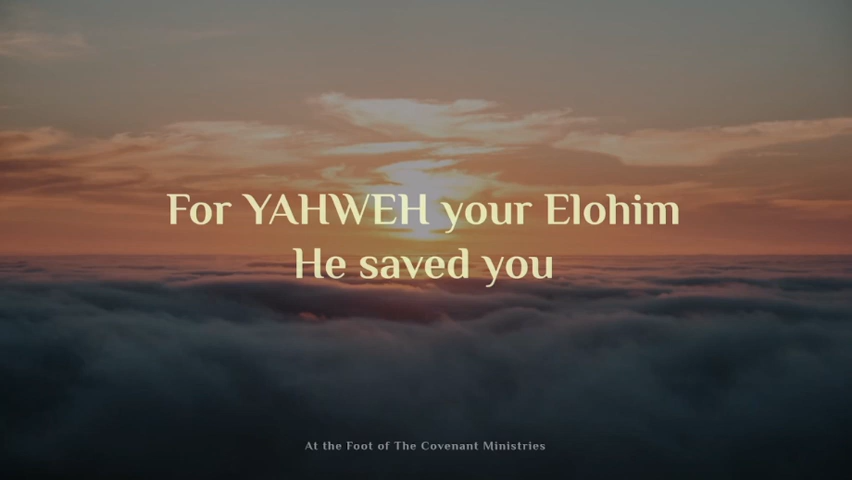 For YAHWEH your Elohim
He saved you
At the Foot of The Covenant Ministries